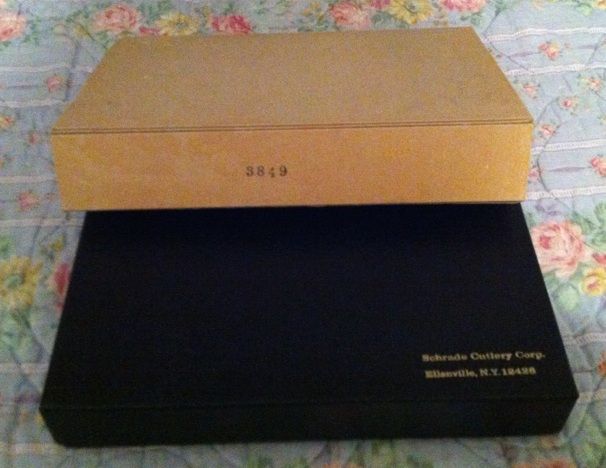 3849
Schrade Cutlery Corp.
Ellenville, N.Y. 12428